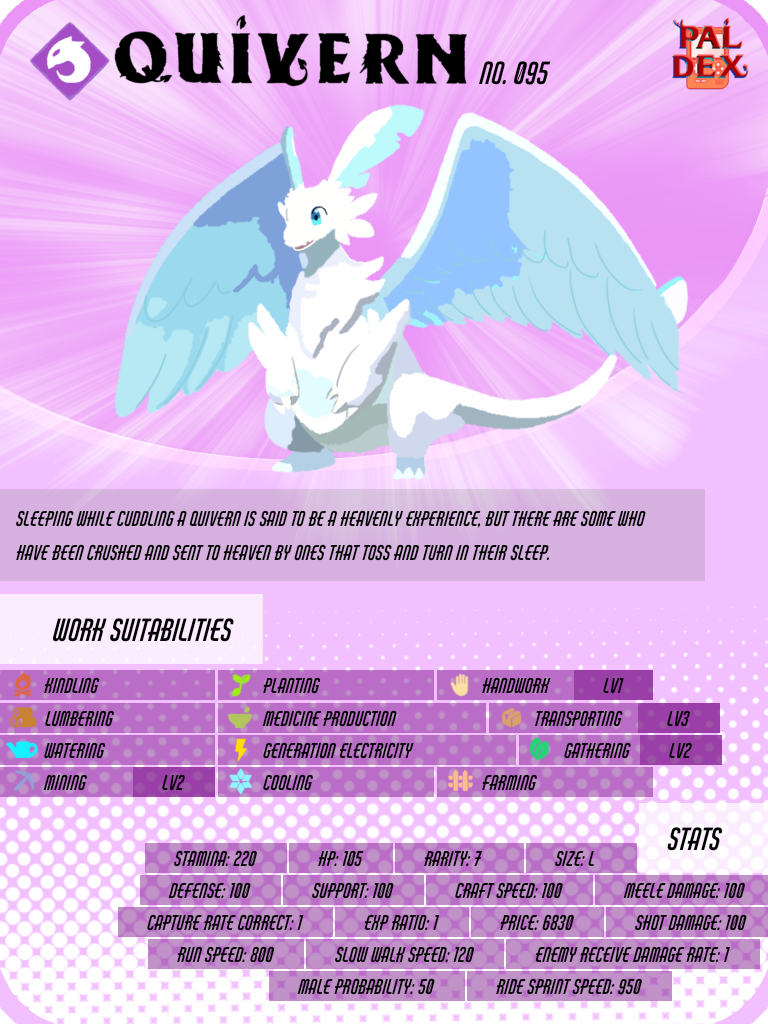 QUIVERN NO. 095
PAL
DEX
SLEEPING WHILE CUDDLING A QUIVERN IS SAID TO BE A HEAVENLY EXPERIENCE, BUT THERE ARE SOME WHO
HAVE BEEN CRUSHED AND SENT TO HEAVEN BY ONES THAT TOSS AND TURN IN THEIR SLEEP.
WORK SUITABILITIES
KINDLING PLANTING HANDWORK LV1
LUMBERING MEDICINE PRODUCTION TRANSPORTING LV3
WATERING GENERATION ELECTRICITY GATHERING LV2
MINING LV2 COOLING FARMING
STATS
STAMINA: 220 HP: 105 RARITY: 7 SIZE: L
DEFENSE: 100 SUPPORT: 100 CRAFT SPEED: 100 MEELE DAMAGE: 100
CAPTURE RATE CORRECT: 1 EXP RATIO: 1 PRICE: 6830 SHOT DAMAGE: 100
RUN SPEED: 800 SLOW WALK SPEED: 120 ENEMY RECEIVE DAMAGE RATE: 1
MALE PROBABILITY: 50 RIDE SPRINT SPEED: 950